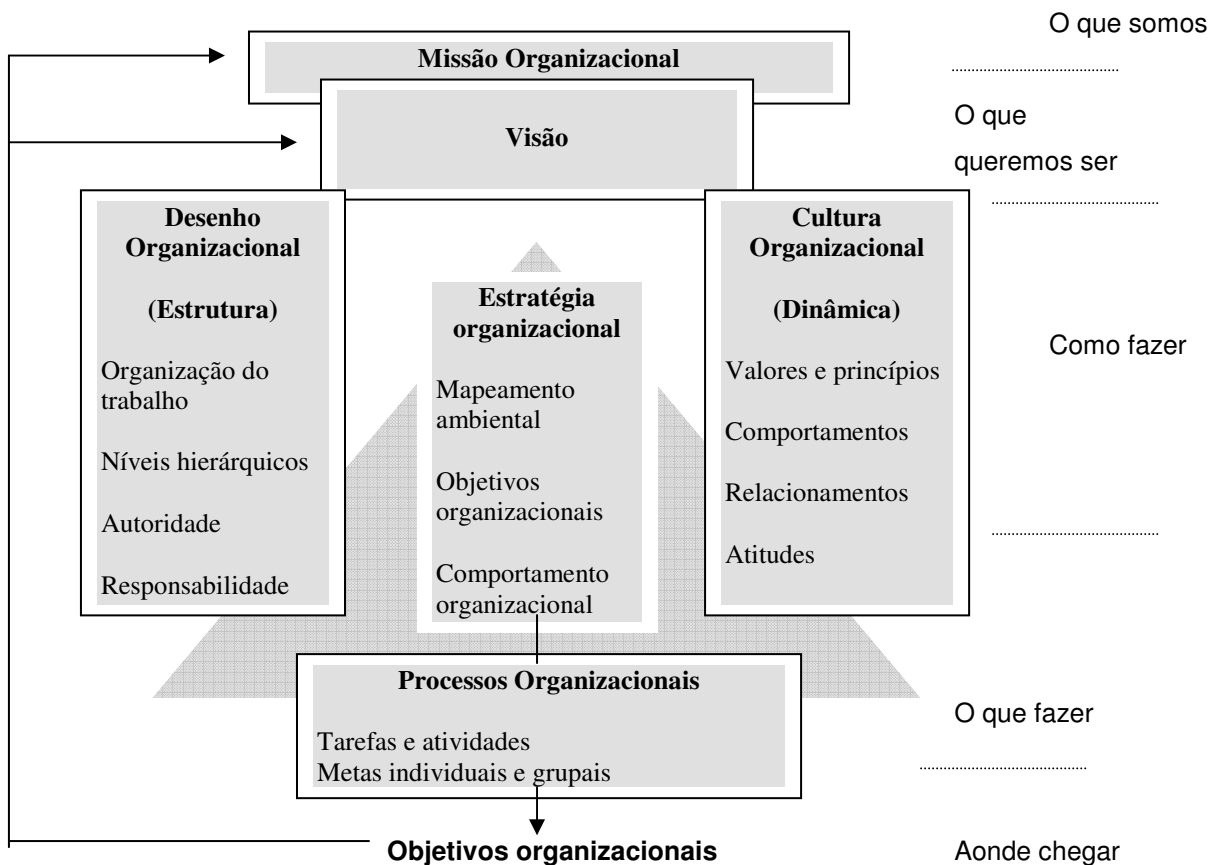 O que somos
Missão Organizacional
O que
queremos ser
Visão
Desenho
Organizacional
(Estrutura)
Organização do
trabalho
Níveis hierárquicos
Autoridade
Responsabilidade
Estratégia
organizacional
Mapeamento
ambiental
Objetivos
organizacionais
Comportamento
organizacional
Cultura
Organizacional
(Dinâmica)
Valores e princípios
Comportamentos
Relacionamentos
Atitudes
Como fazer
Processos Organizacionais
Tarefas e atividades
Metas individuais e grupais
O que fazer
Objetivos organizacionais
Aonde chegar